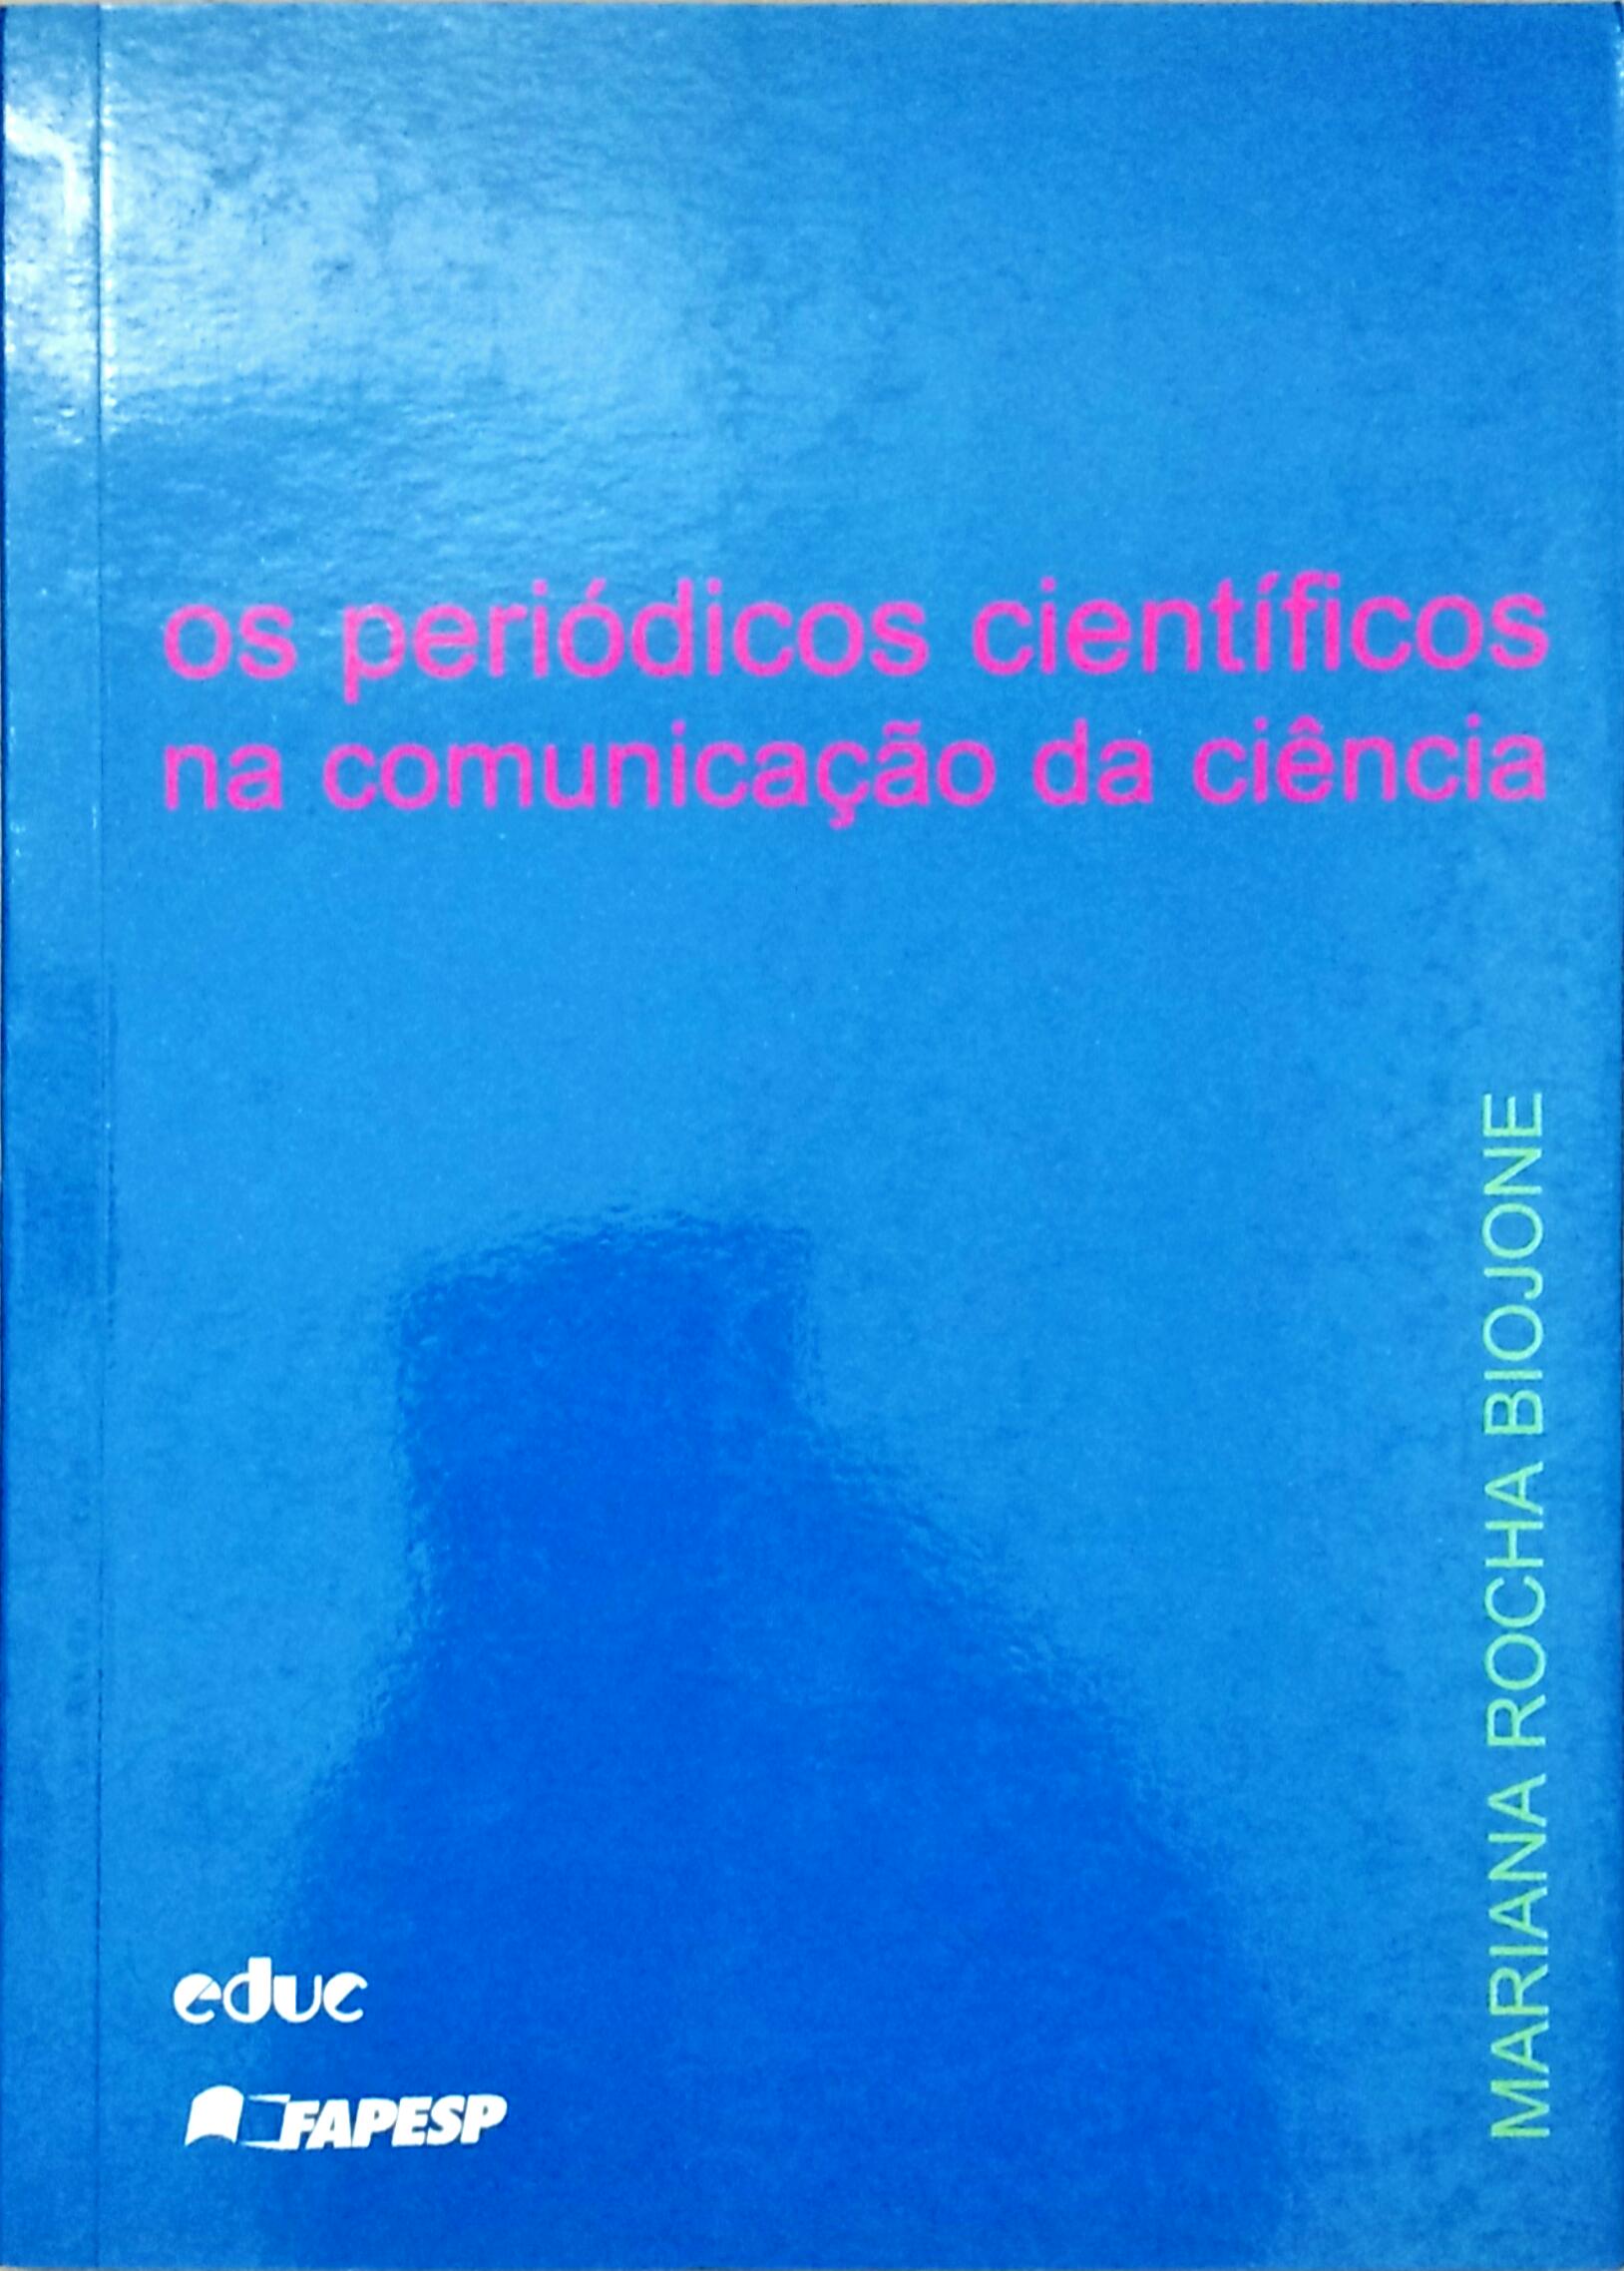 os periódicos científicos
na comunicação da ciência
MARIANA ROCHA BIOJONE
educ
FAPESP